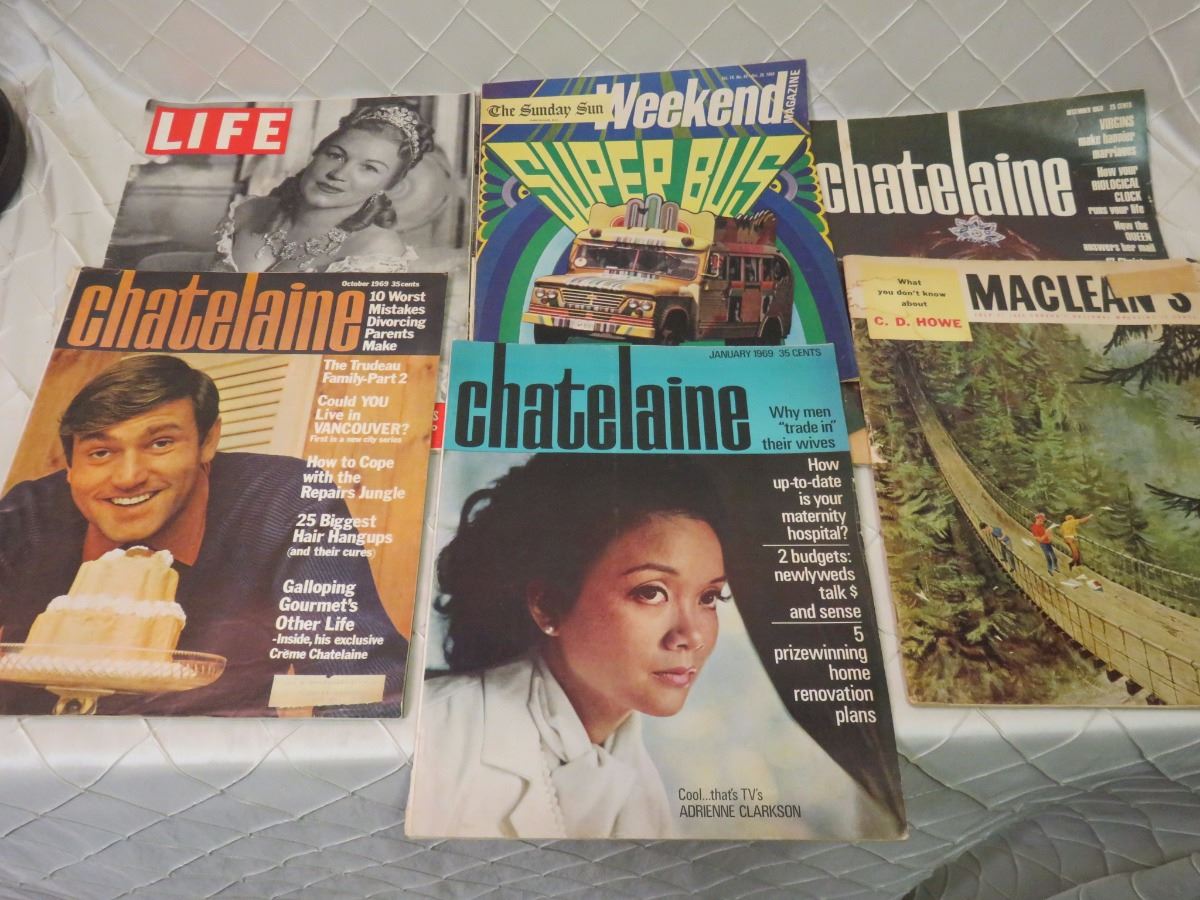 LIFE
The Sunday Sun
Weekend
MAGAZINE
SUPER BUS
chatelaine
DECEMBER 1969 25 CENTS
VIRGINS
make happier
marriages
How your
BIOLOGICAL
CLOCK
runs your life
How the
QUEEN
answers her mail
chatelaine
October 1969 35 cents
10 Worst
Mistakes
Divorcing
Parents
Make
The Trudeau
Family-Part 2
Could YOU
Live in
VANCOUVER?
First in a new city series
How to Cope
with the
Repairs Jungle
25 Biggest
Hair Hangups
(and their cures)
Galloping
Gourmet's
Other Life
-Inside, his exclusive
Crème Chatelaine
chatelaine
JANUARY 1969 35 CENTS
Why men
"trade in"
their wives
How
up-to-date
is your
maternity
hospital?
2 budgets:
newlyweds
talk $
and sense
5
prizewinning
home
renovation
plans
Cool...that's TV's
ADRIENNE CLARKSON
What
you don't know
about
C. D. HOWE
MACLEAN'S